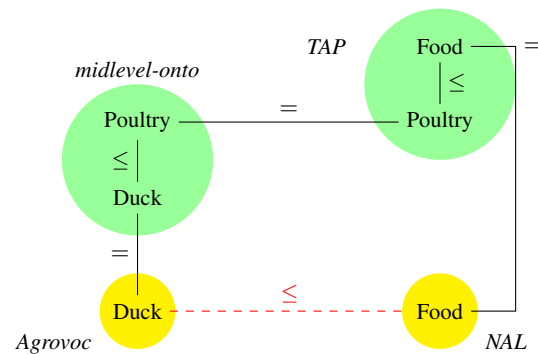 TAP
Food
=
midlevel-onto
≤
=
Poultry
Poultry
≤
Duck
=
≤
Duck
Food
Agrovoc
NAL